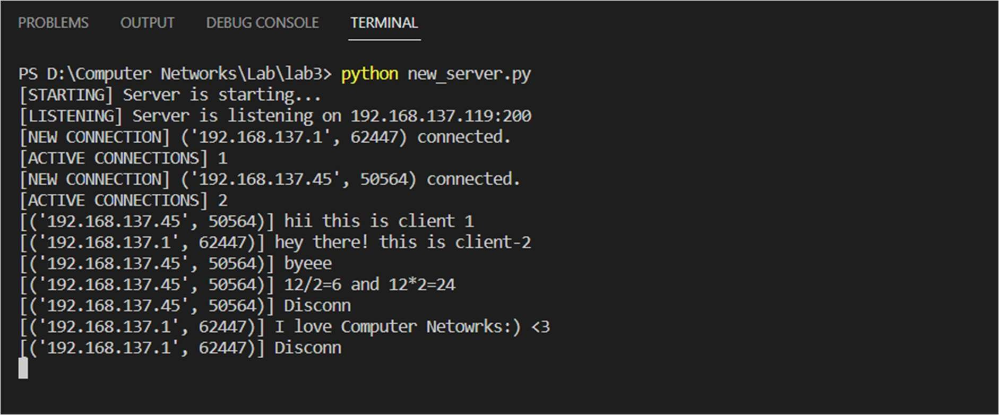 PROBLEMS OUTPUT DEBUG CONSOLE TERMINAL
PS D:\Computer Networks\Lab\lab3> python new_server.py
[STARTING] Server is starting...
[LISTENING] Server is listening on 192.168.137.119:200
[NEW CONNECTION] ('192.168.137.1', 62447) connected.
[ACTIVE CONNECTIONS] 1
[NEW CONNECTION] ('192.168.137.45', 50564) connected.
[ACTIVE CONNECTIONS] 2
[('192.168.137.45', 50564)] hii this is client 1
[('192.168.137.1', 62447)] hey there! this is client-2
[('192.168.137.45', 50564)] byeee
[('192.168.137.45', 50564)] 12/2=6 and 12*2=24
[('192.168.137.45', 50564)] Disconn
[('192.168.137.1', 62447)] I love Computer Netowrks:) <3
[('192.168.137.1', 62447)] Disconn